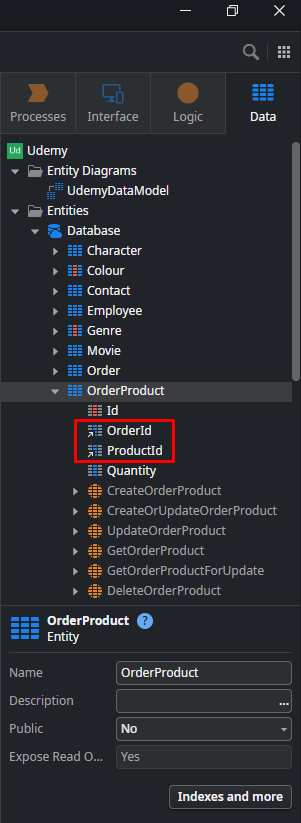 Processes
Interface
Logic
Data
Ud Udemy
Entity Diagrams
UdemyDataModel
Entities
Database
Character
Colour
Contact
Employee
Genre
Movie
Order
OrderProduct
Id
OrderId
ProductId
Quantity
CreateOrderProduct
CreateOrUpdateOrderProduct
UpdateOrderProduct
GetOrderProduct
GetOrderProductForUpdate
DeleteOrderProduct
OrderProduct ?
Entity
Name OrderProduct
Description ...
Public No
Expose Read O... Yes
Indexes and more